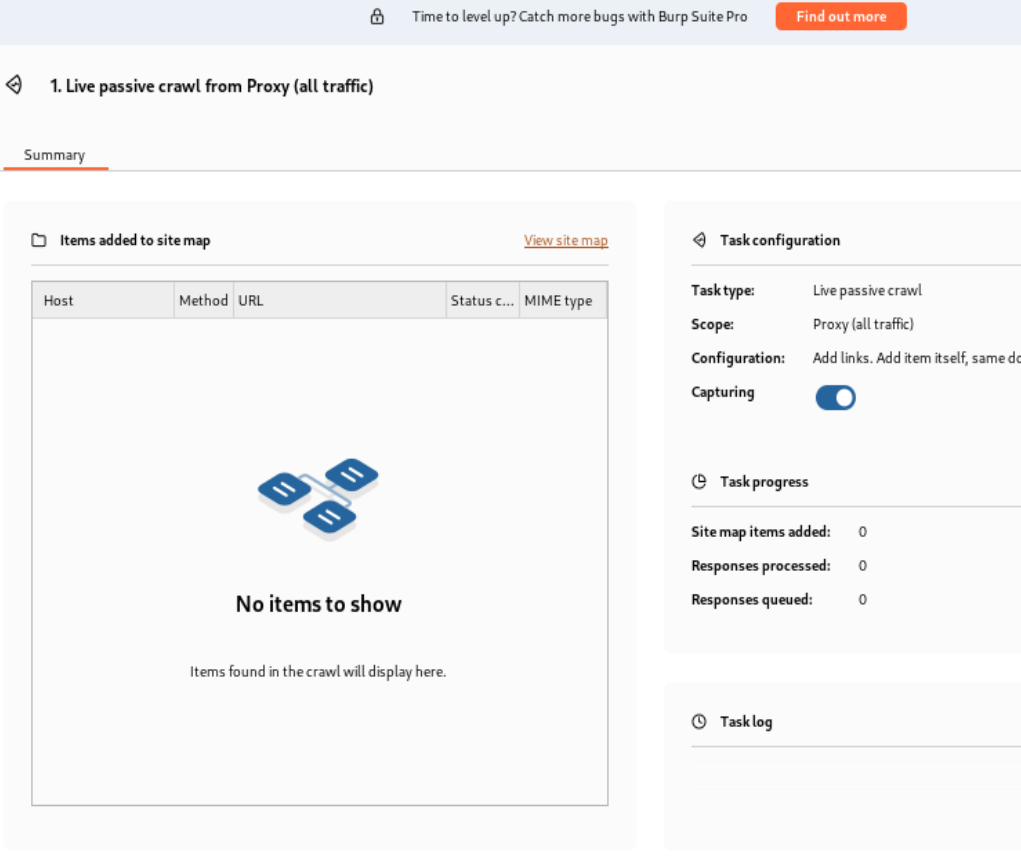 Time to level up? Catch more bugs with Burp Suite Pro
Find out more
1. Live passive crawl from Proxy (all traffic)
Summary
Items added to site map
View site map
Host Method URL Status c... MIME type
No items to show
Items found in the crawl will display here.
Task configuration
Task type: Live passive crawl
Scope: Proxy (all traffic)
Configuration: Add links. Add item itself, same do
Capturing
Task progress
Site map items added: 0
Responses processed: 0
Responses queued: 0
Task log